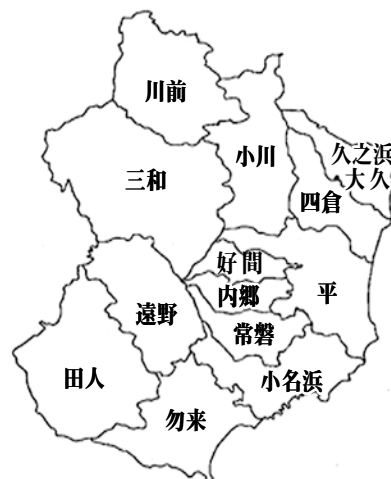 川前
小川
久之浜
大久
三和
四倉
好間
内郷
平
遠野
常磐
田人
小名浜
勿来